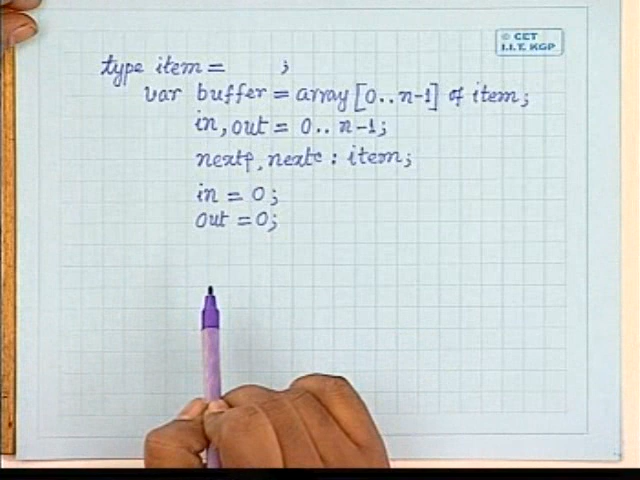 © CET
I.I.T. KGP
type item =       ;
var buffer = array [0..n-1] of item;
in, out = 0..n-1;
nextp, nextc : item;
in = 0;
out = 0;